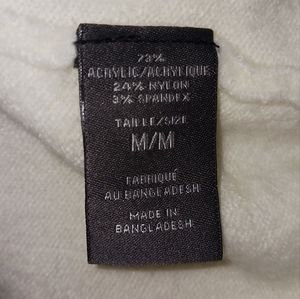 73%
ACRYLIC/ACRYLIQUE
24% NYLON
3% SPANDEX
TAILLE/SIZE
M/M
FABRIQUÉ
AU BANGLADESH
MADE IN
BANGLADESH